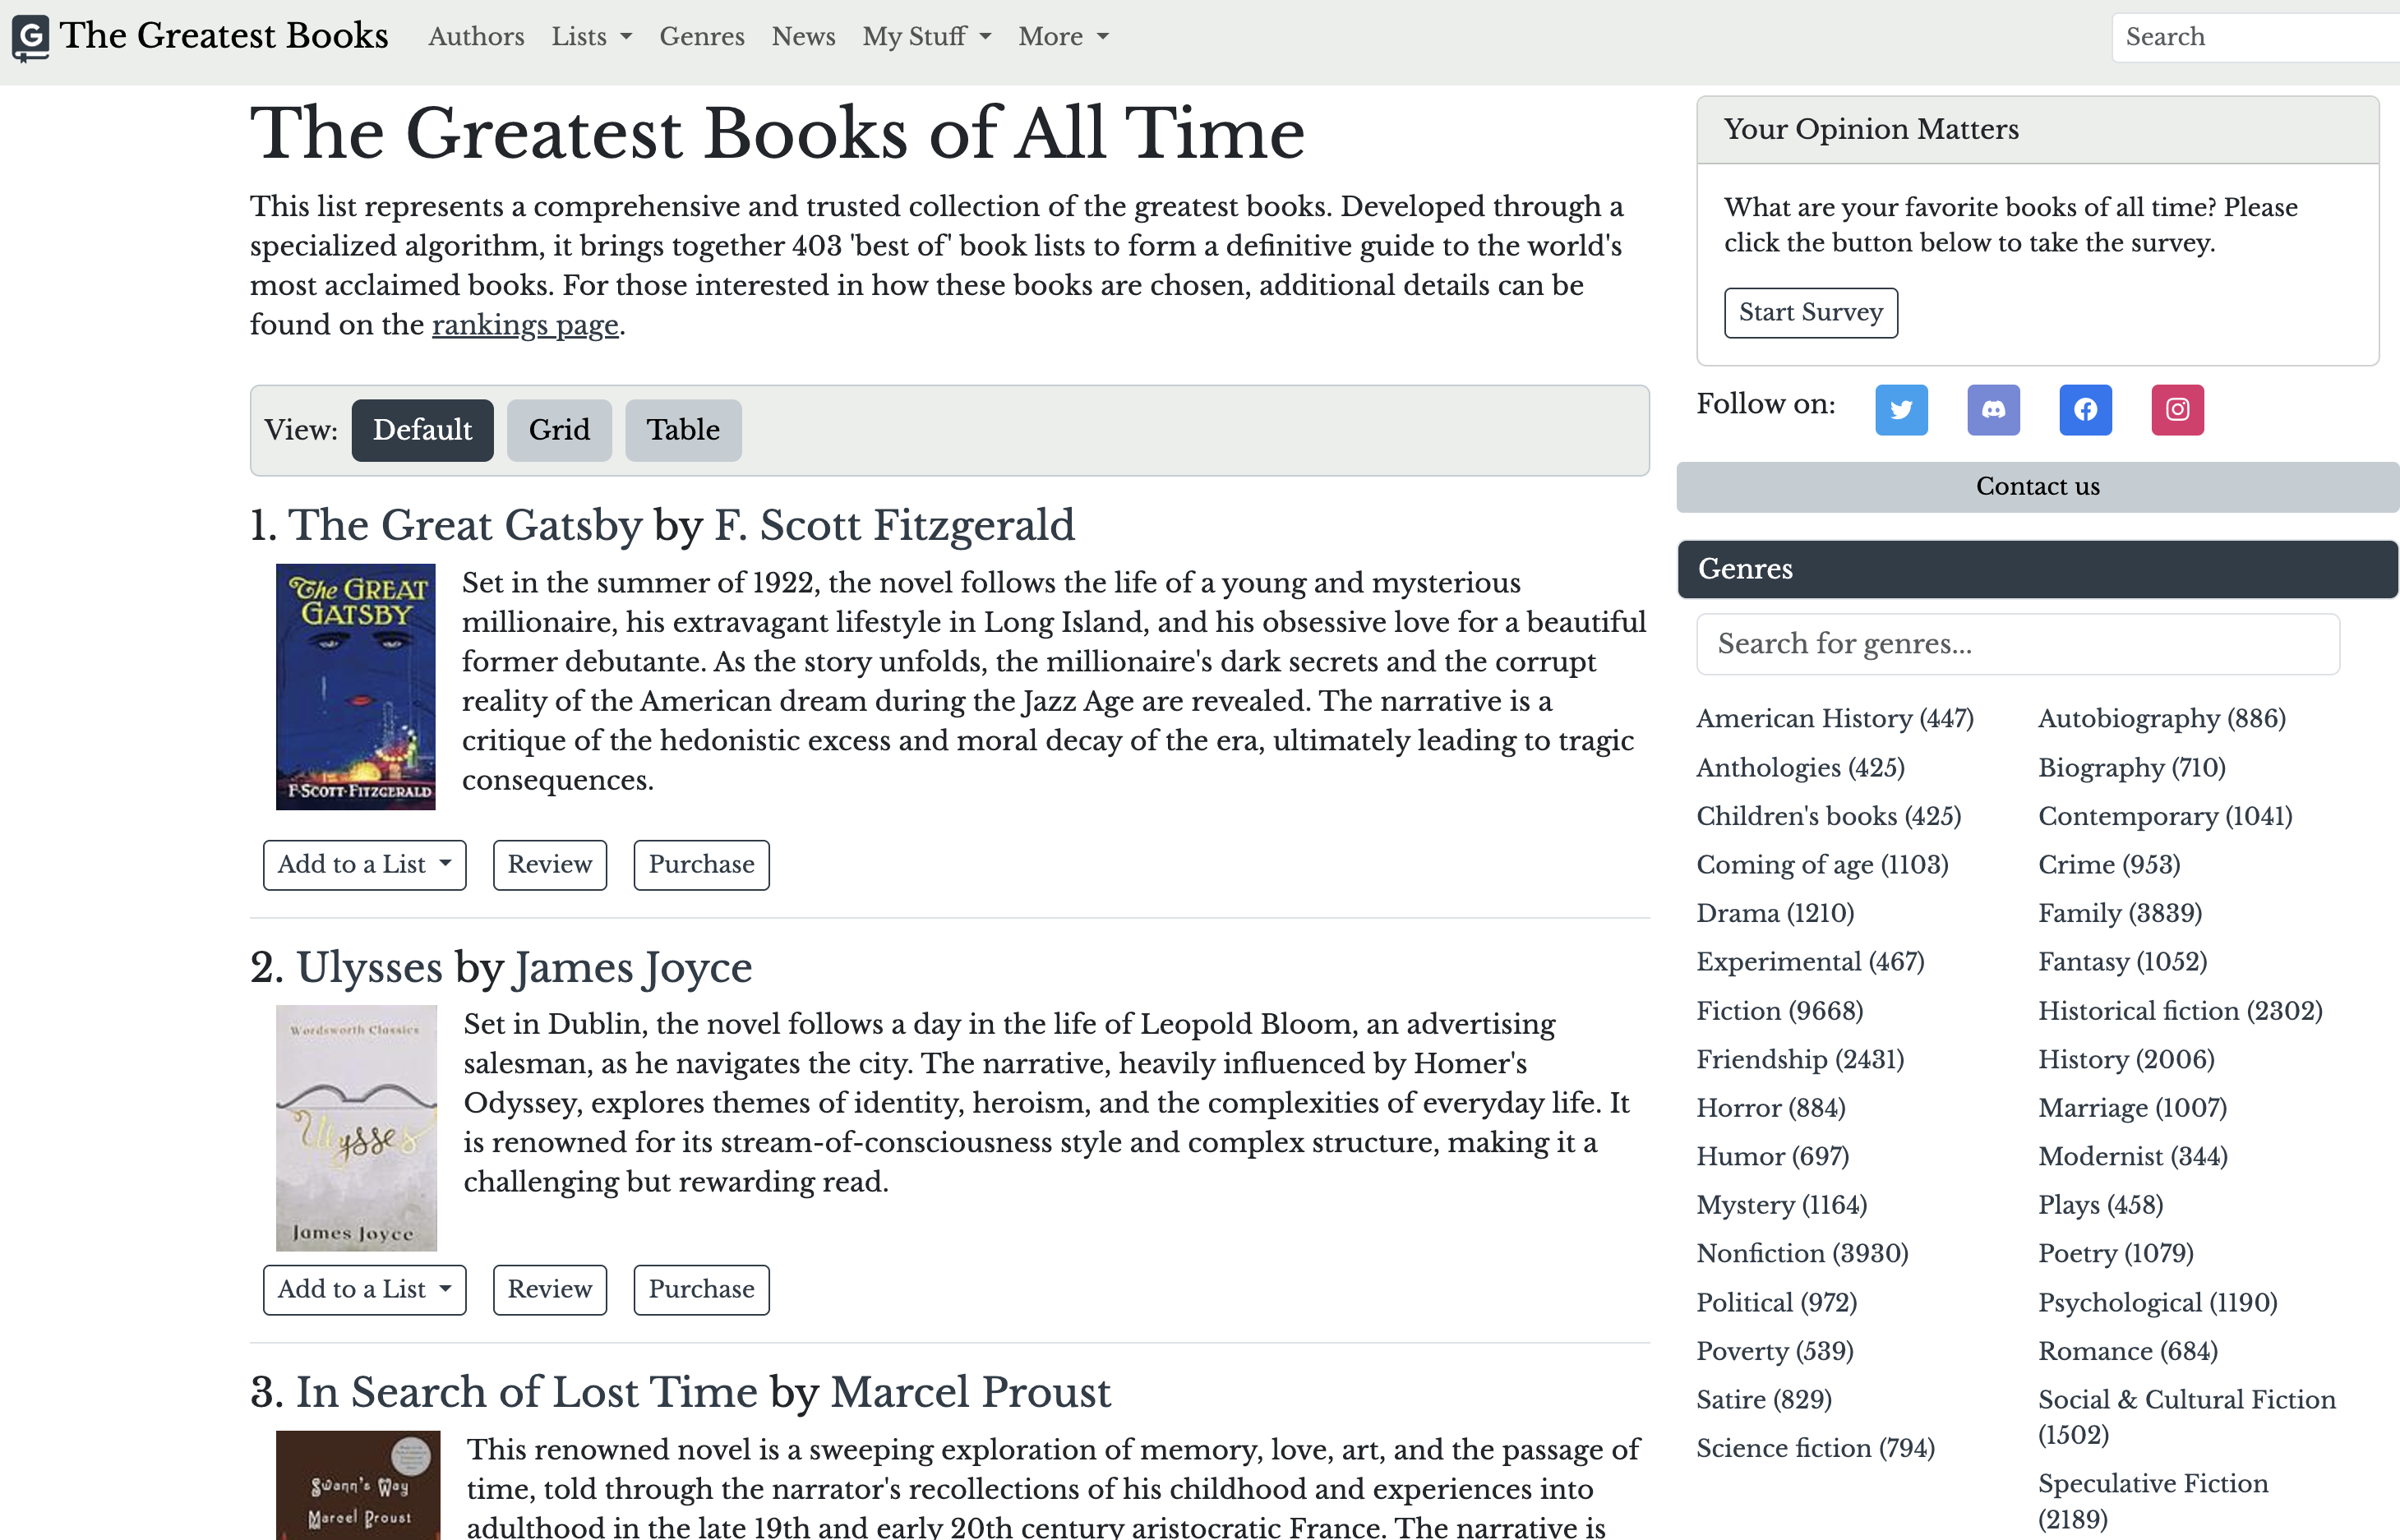 The Greatest Books
Authors
Lists
Genres
News
My Stuff
More
Search
The Greatest Books of All Time
This list represents a comprehensive and trusted collection of the greatest books. Developed through a
specialized algorithm, it brings together 403 'best of' book lists to form a definitive guide to the world's
most acclaimed books. For those interested in how these books are chosen, additional details can be
found on the rankings page.
View:
Default
Grid
Table
1. The Great Gatsby by F. Scott Fitzgerald
The GREAT
GATSBY
F·SCOTT·FITZGERALD
Set in the summer of 1922, the novel follows the life of a young and mysterious
millionaire, his extravagant lifestyle in Long Island, and his obsessive love for a beautiful
former debutante. As the story unfolds, the millionaire's dark secrets and the corrupt
reality of the American dream during the Jazz Age are revealed. The narrative is a
critique of the hedonistic excess and moral decay of the era, ultimately leading to tragic
consequences.
Add to a List
Review
Purchase
2. Ulysses by James Joyce
Wordsworth Classics
Ulysses
James Joyce
Set in Dublin, the novel follows a day in the life of Leopold Bloom, an advertising
salesman, as he navigates the city. The narrative, heavily influenced by Homer's
Odyssey, explores themes of identity, heroism, and the complexities of everyday life. It
is renowned for its stream-of-consciousness style and complex structure, making it a
challenging but rewarding read.
Add to a List
Review
Purchase
3. In Search of Lost Time by Marcel Proust
Swann's Way
Marcel Proust
This renowned novel is a sweeping exploration of memory, love, art, and the passage of
time, told through the narrator's recollections of his childhood and experiences into
adulthood in the late 19th and early 20th century aristocratic France. The narrative is
Your Opinion Matters
What are your favorite books of all time? Please
click the button below to take the survey.
Start Survey
Follow on:
Contact us
Genres
Search for genres...
American History (447)
Anthologies (425)
Children's books (425)
Coming of age (1103)
Drama (1210)
Experimental (467)
Fiction (9668)
Friendship (2431)
Horror (884)
Humor (697)
Mystery (1164)
Nonfiction (3930)
Political (972)
Poverty (539)
Satire (829)
Science fiction (794)
Autobiography (886)
Biography (710)
Contemporary (1041)
Crime (953)
Family (3839)
Fantasy (1052)
Historical fiction (2302)
History (2006)
Marriage (1007)
Modernist (344)
Plays (458)
Poetry (1079)
Psychological (1190)
Romance (684)
Social & Cultural Fiction
(1502)
Speculative Fiction
(2189)